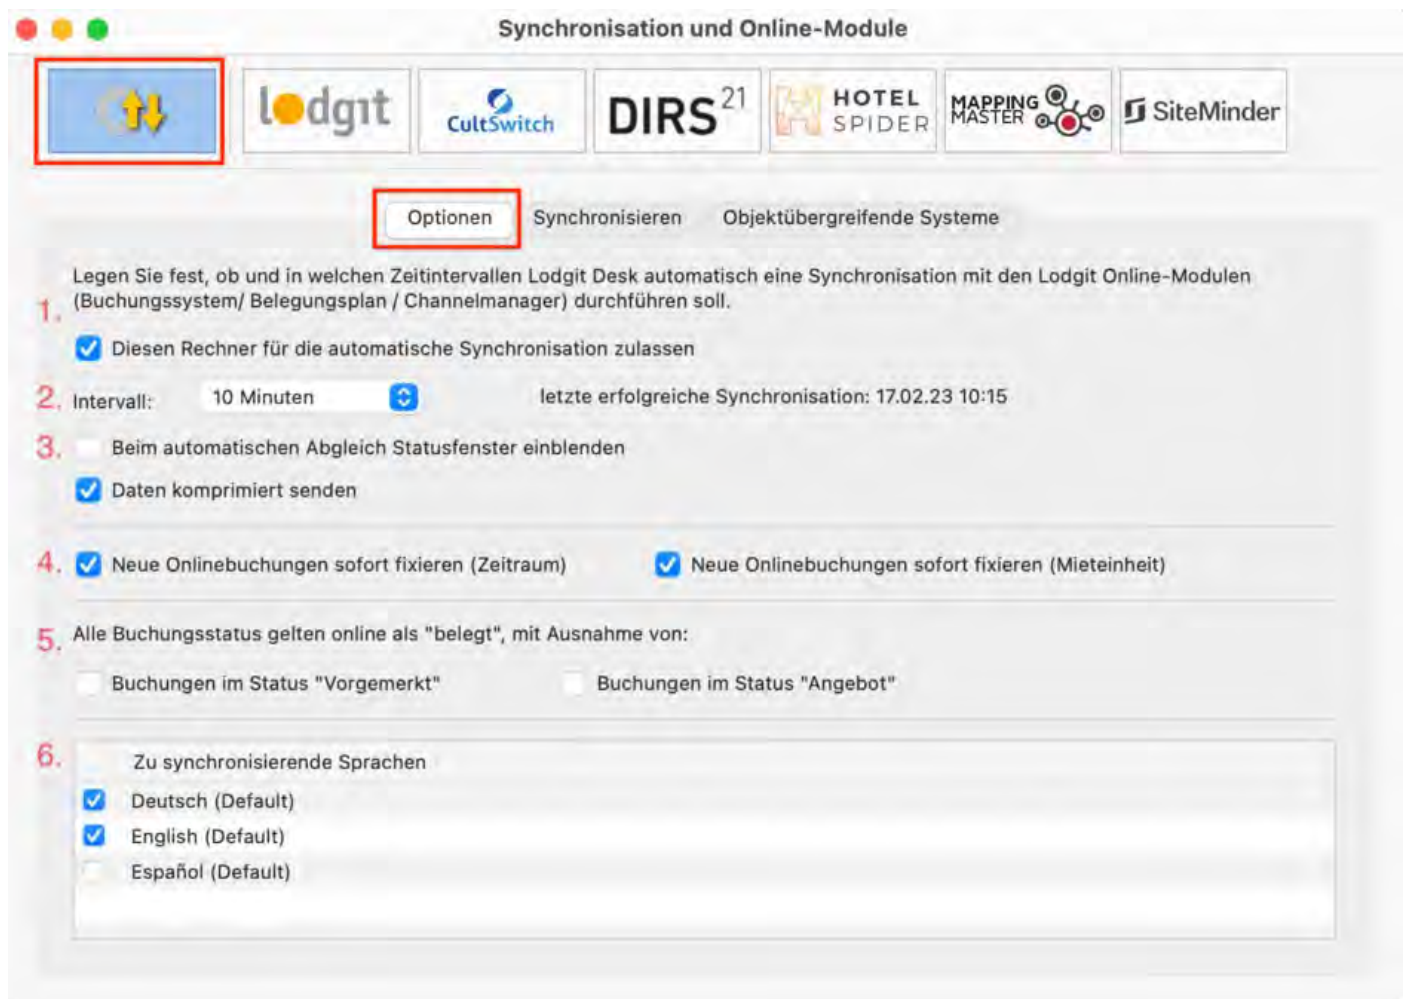 Synchronisation und Online-Module
lodgit
CultSwitch
DIRS21
HOTEL
SPIDER
MAPPING
MASTER
SiteMinder
Optionen Synchronisieren Objektübergreifende Systeme
Legen Sie fest, ob und in welchen Zeitintervallen Lodgit Desk automatisch eine Synchronisation mit den Lodgit Online-Modulen
1. (Buchungssystem/ Belegungsplan / Channelmanager) durchführen soll.
Diesen Rechner für die automatische Synchronisation zulassen
2. Intervall: 10 Minuten letzte erfolgreiche Synchronisation: 17.02.23 10:15
3. Beim automatischen Abgleich Statusfenster einblenden
Daten komprimiert senden
4. Neue Onlinebuchungen sofort fixieren (Zeitraum) Neue Onlinebuchungen sofort fixieren (Mieteinheit)
5. Alle Buchungsstatus gelten online als "belegt", mit Ausnahme von:
Buchungen im Status "Vorgemerkt" Buchungen im Status "Angebot"
6. Zu synchronisierende Sprachen
Deutsch (Default)
English (Default)
Español (Default)